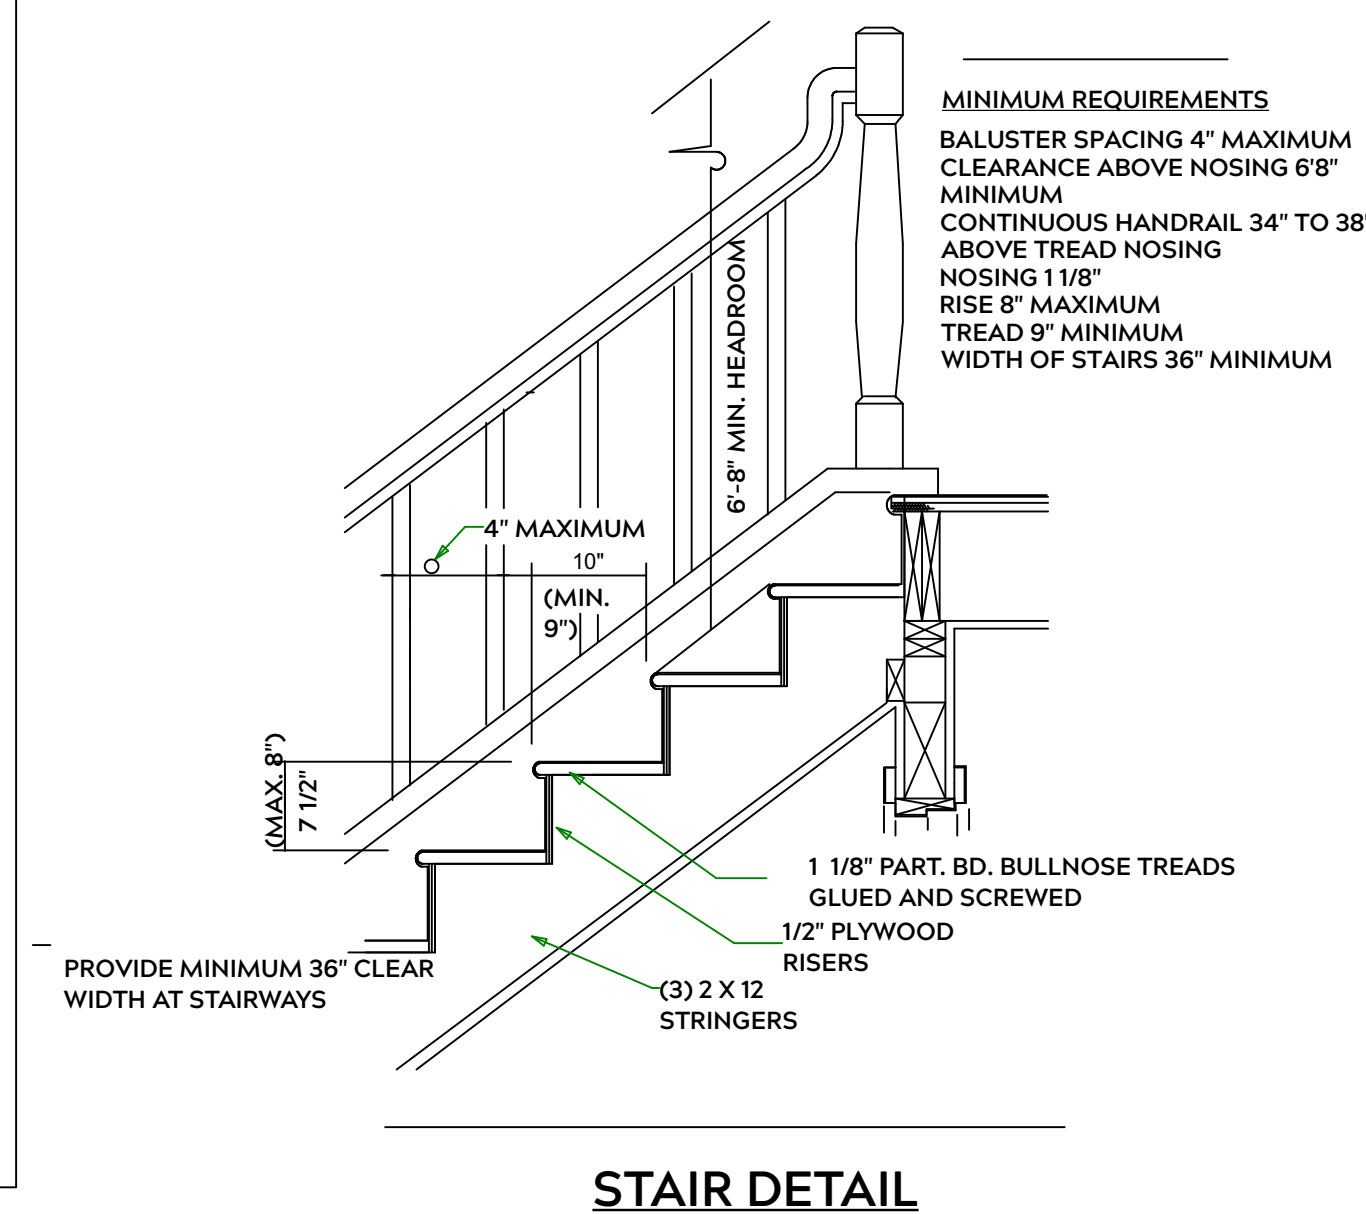 MINIMUM REQUIREMENTS
BALUSTER SPACING 4" MAXIMUM
CLEARANCE ABOVE NOSING 6'8"
MINIMUM
CONTINUOUS HANDRAIL 34" TO 38"
ABOVE TREAD NOSING
NOSING 1 1/8"
RISE 8" MAXIMUM
TREAD 9" MINIMUM
WIDTH OF STAIRS 36" MINIMUM
6'-8" MIN. HEADROOM
4" MAXIMUM
10"
(MIN.
9")
(MAX. 8")
7 1/2"
1 1/8" PART. BD. BULLNOSE TREADS
GLUED AND SCREWED
1/2" PLYWOOD
RISERS
(3) 2 X 12
STRINGERS
PROVIDE MINIMUM 36" CLEAR
WIDTH AT STAIRWAYS
STAIR DETAIL